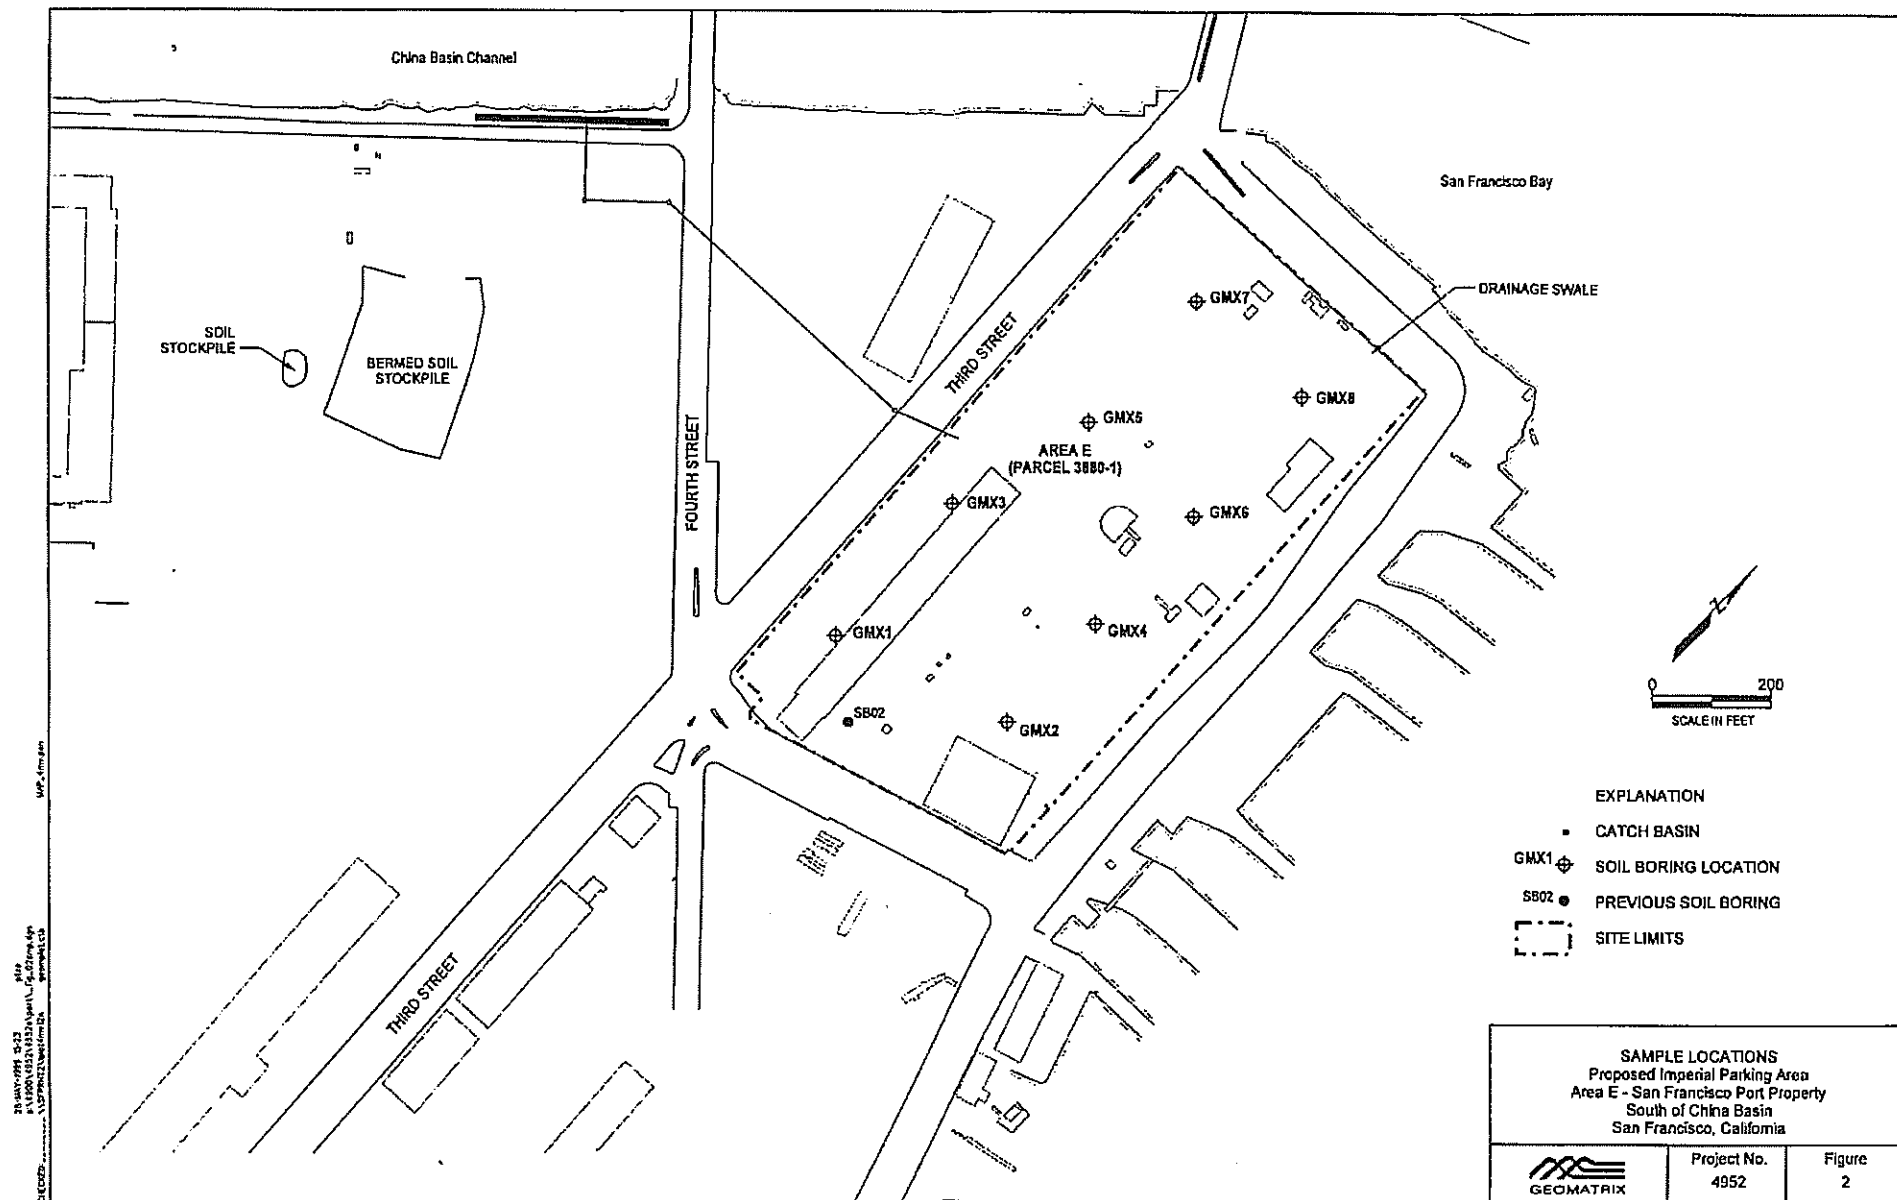 China Basin Channel
San Francisco Bay
DRAINAGE SWALE
GMX7
THIRD STREET
SOIL
STOCKPILE
BERMED SOIL
STOCKPILE
GMX8
GMX5
FOURTH STREET
AREA E
(PARCEL 3880-1)
GMX3
GMX6
GMX1
GMX4
SB02
GMX2
Z
0 200
SCALE IN FEET
EXPLANATION
CATCH BASIN
GMX1 SOIL BORING LOCATION
SB02 PREVIOUS SOIL BORING
SITE LIMITS
THIRD STREET
SAMPLE LOCATIONS
Proposed Imperial Parking Area
Area E - San Francisco Port Property
South of China Basin
San Francisco, California
GEOMATRIX
Project No.
4952
Figure
2